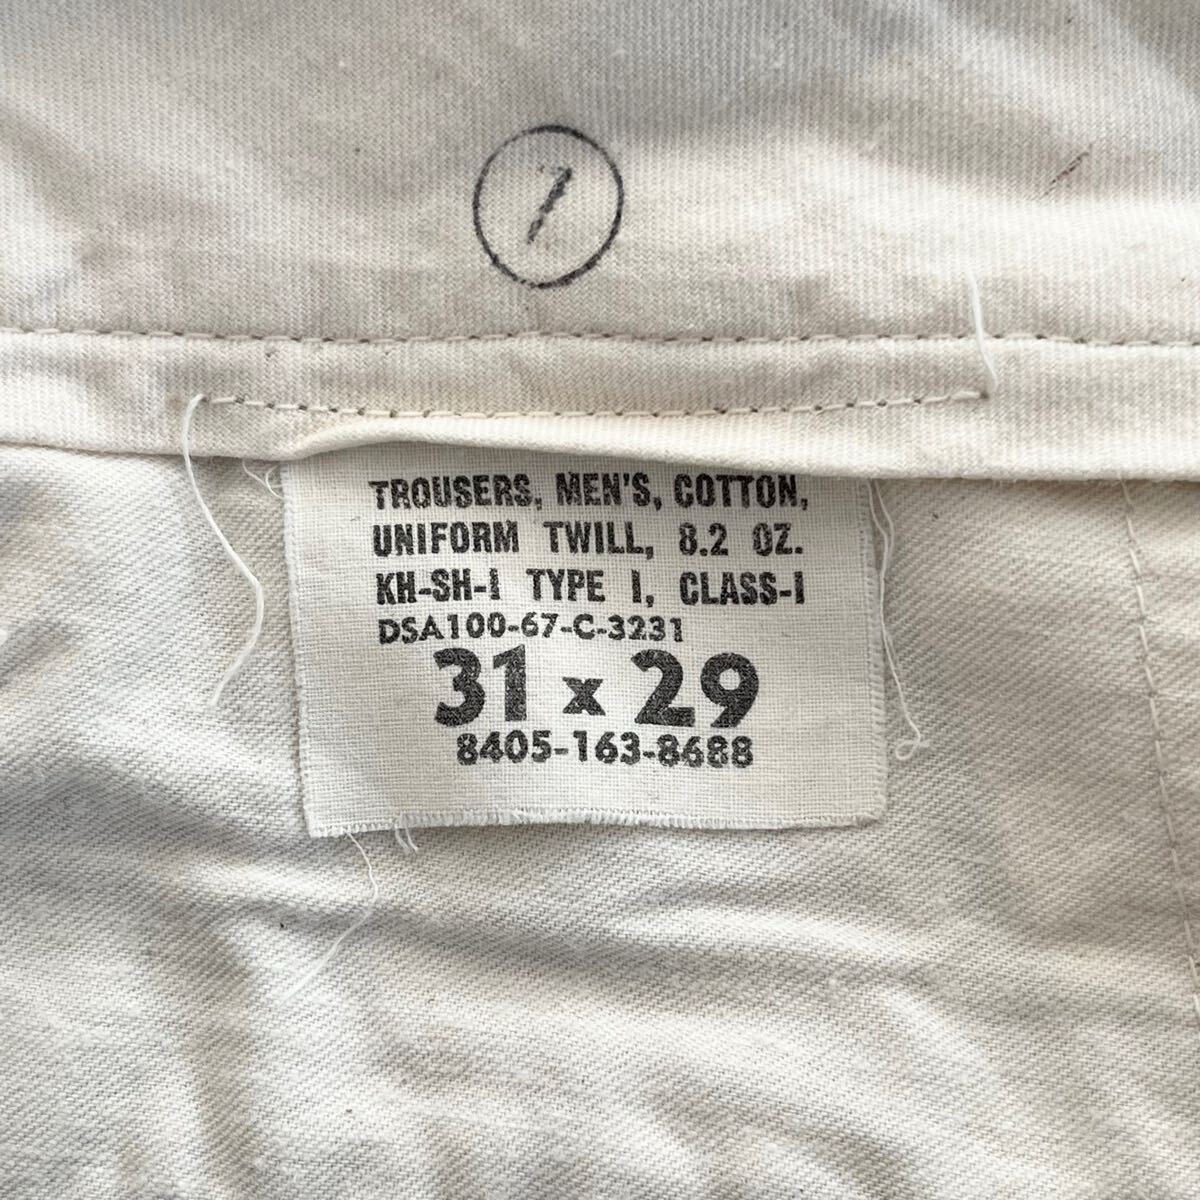 1
TROUSERS, MEN'S, COTTON,
UNIFORM TWILL, 8.2 OZ.
KH-SH-1 TYPE I, CLASS-1
DSA100-67-C-3231
31 x 29
8405-163-8688